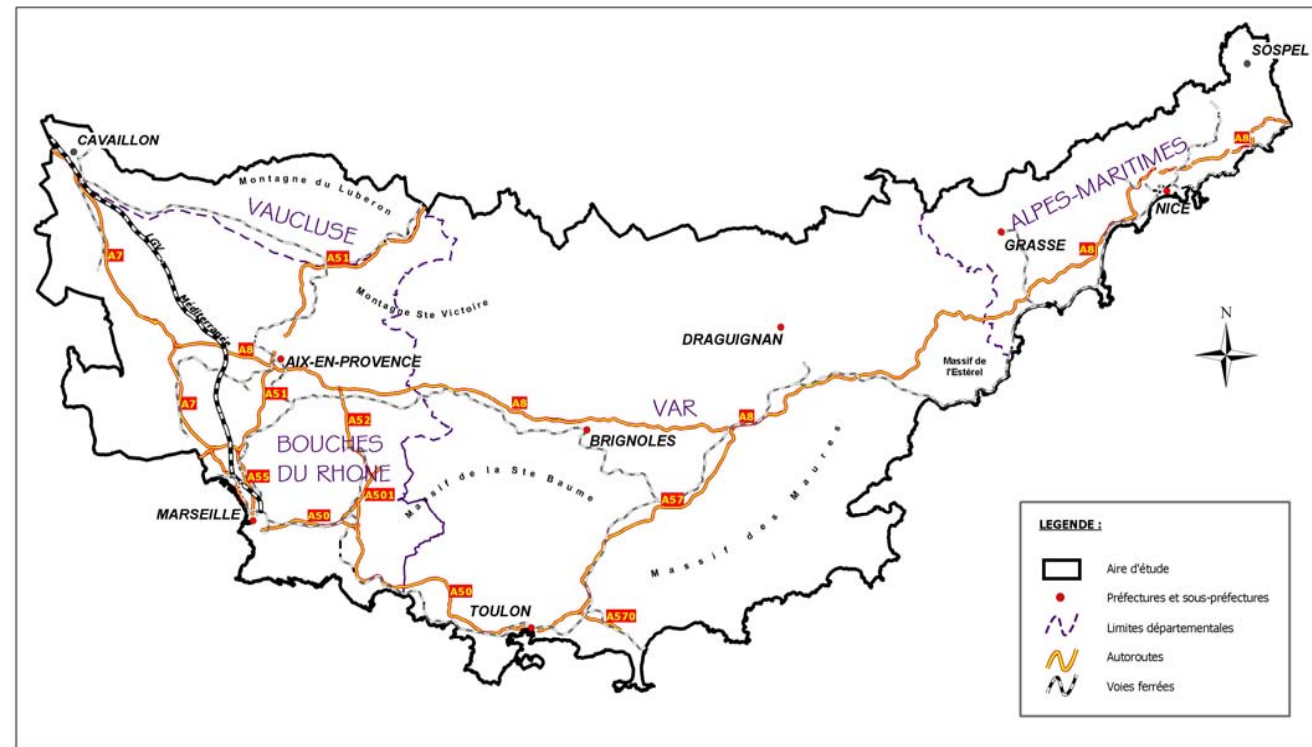 SOSPEL
CAVAILLON
Montagne du Luberon
VAUCLUSE
ALPES-MARITIMES
A8
NICE
GRASSE
A8
A7
LGV
Méditerranée
A51
Montagne Ste Victoire
N
DRAGUIGNAN
A8
AIX-EN-PROVENCE
Massif de
l'Estérel
A51
A7
A52
A8
VAR
A8
BRIGNOLES
BOUCHES
DU RHONE
Massif de la Ste Baume
A55
A501
A57
MARSEILLE
A50
Massif des Maures
A50
TOULON
A570
LEGENDE :
Aire d'étude
Préfectures et sous-préfectures
Limites départementales
Autoroutes
Voies ferrées